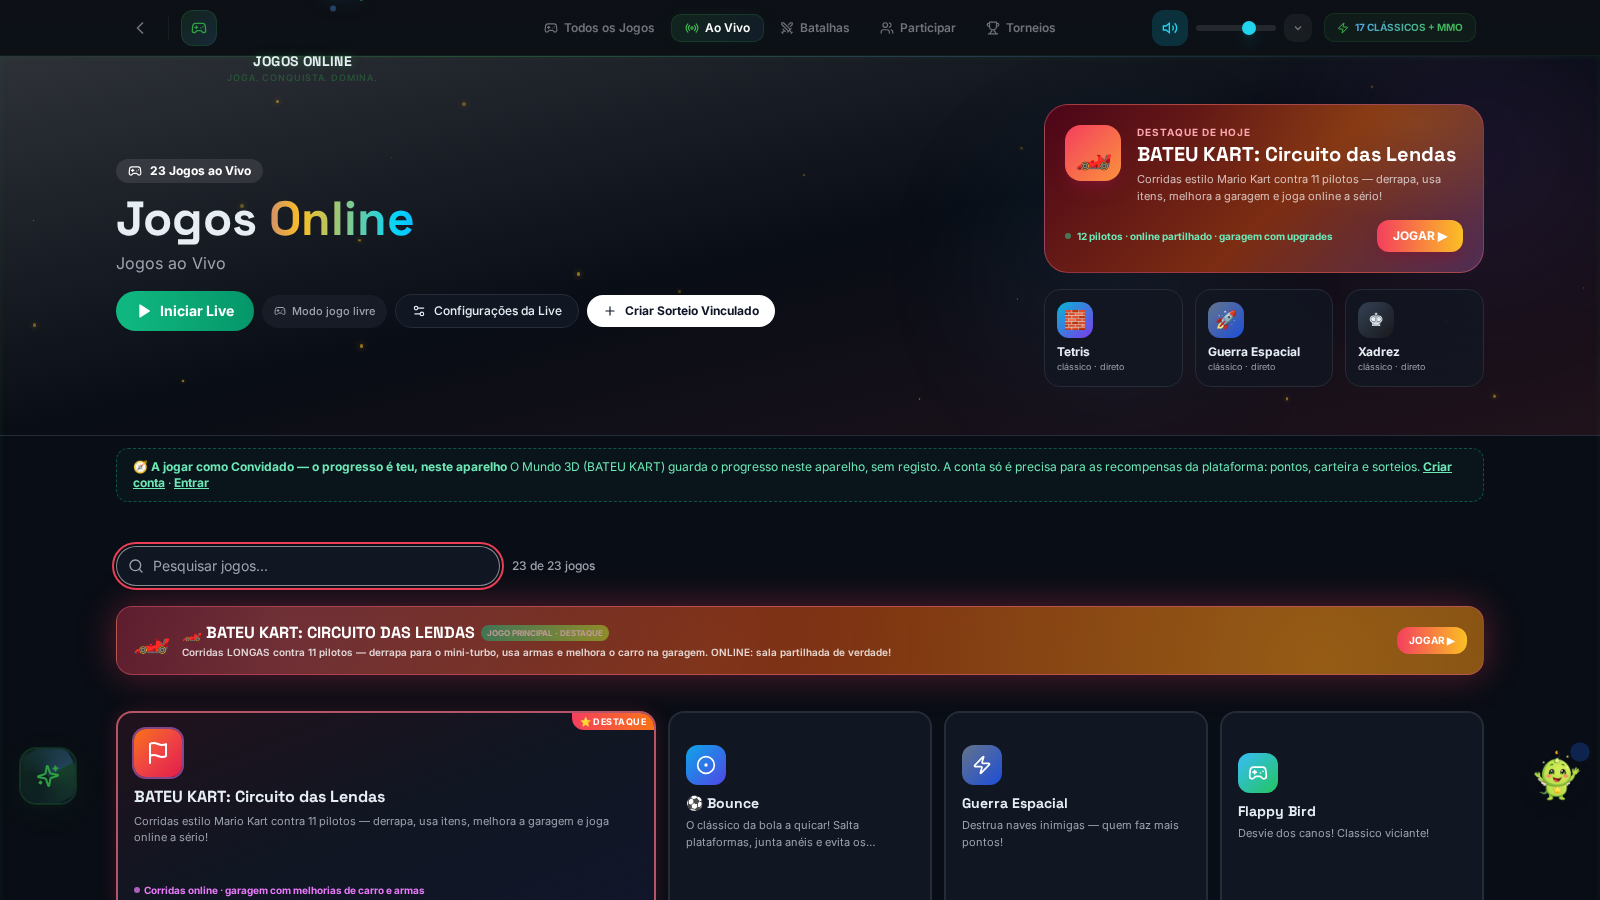 Todos os Jogos
Ao Vivo
Batalhas
Participar
Torneios
17 CLÁSSICOS + MMO
JOGOS ONLINE
JOGA. CONQUISTA. DOMINA.
23 Jogos ao Vivo
Jogos Online
Jogos ao Vivo
Iniciar Live
Modo jogo livre
Configurações da Live
Criar Sorteio Vinculado
DESTAQUE DE HOJE
BATEU KART: Circuito das Lendas
Corridas estilo Mario Kart contra 11 pilotos — derrapa, usa
itens, melhora a garagem e joga online a sério!
12 pilotos · online partilhado · garagem com upgrades
JOGAR ▶
Tetris
clássico · direto
Guerra Espacial
clássico · direto
Xadrez
clássico · direto
🧭 A jogar como Convidado — o progresso é teu, neste aparelho O Mundo 3D (BATEU KART) guarda o progresso neste aparelho, sem registo. A conta só é precisa para as recompensas da plataforma: pontos, carteira e sorteios. Criar
conta · Entrar
Pesquisar jogos...
23 de 23 jogos
🏎️ BATEU KART: CIRCUITO DAS LENDAS
JOGO PRINCIPAL · DESTAQUE
Corridas LONGAS contra 11 pilotos — derrapa para o mini-turbo, usa armas e melhora o carro na garagem. ONLINE: sala partilhada de verdade!
JOGAR ▶
⭐ DESTAQUE
BATEU KART: Circuito das Lendas
Corridas estilo Mario Kart contra 11 pilotos — derrapa, usa itens, melhora a garagem e joga
online a sério!
Corridas online · garagem com melhorias de carro e armas
⚽ Bounce
O clássico da bola a quicar! Salta
plataformas, junta anéis e evita os...
Guerra Espacial
Destrua naves inimigas — quem faz mais
pontos!
Flappy Bird
Desvie dos canos! Classico viciante!